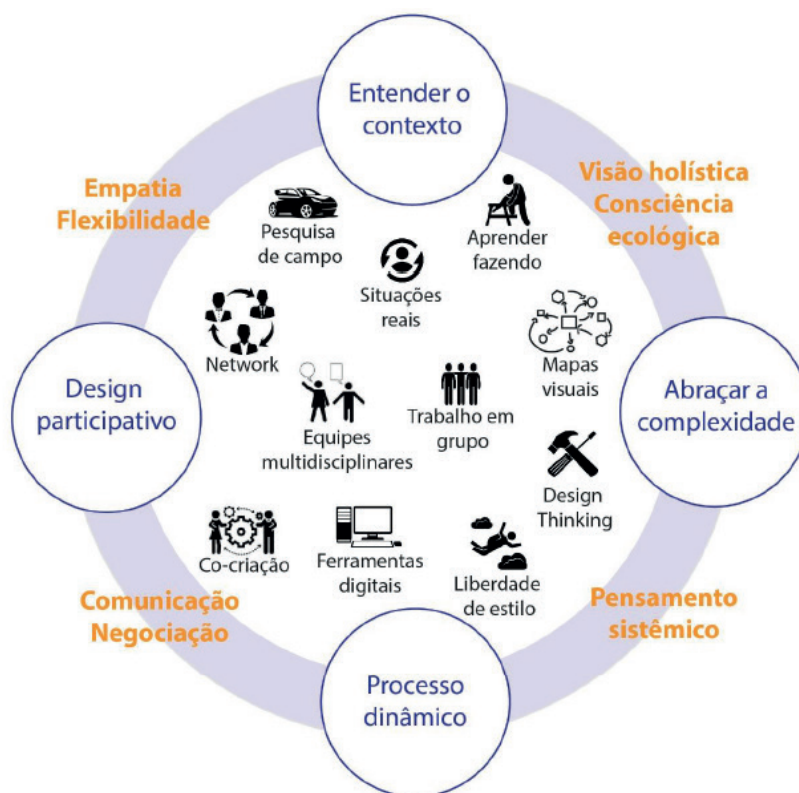 Entender o
contexto
Empatia
Flexibilidade
Visão holística
Consciência
ecológica
Pesquisa
de campo
Aprender
fazendo
Situações
reais
Network
Mapas
visuais
Design
participativo
Abraçar a
complexidade
Equipes
multidisciplinares
Trabalho em
grupo
Design
Thinking
Co-criação
Ferramentas
digitais
Liberdade
de estilo
Comunicação
Negociação
Pensamento
sistêmico
Processo
dinâmico